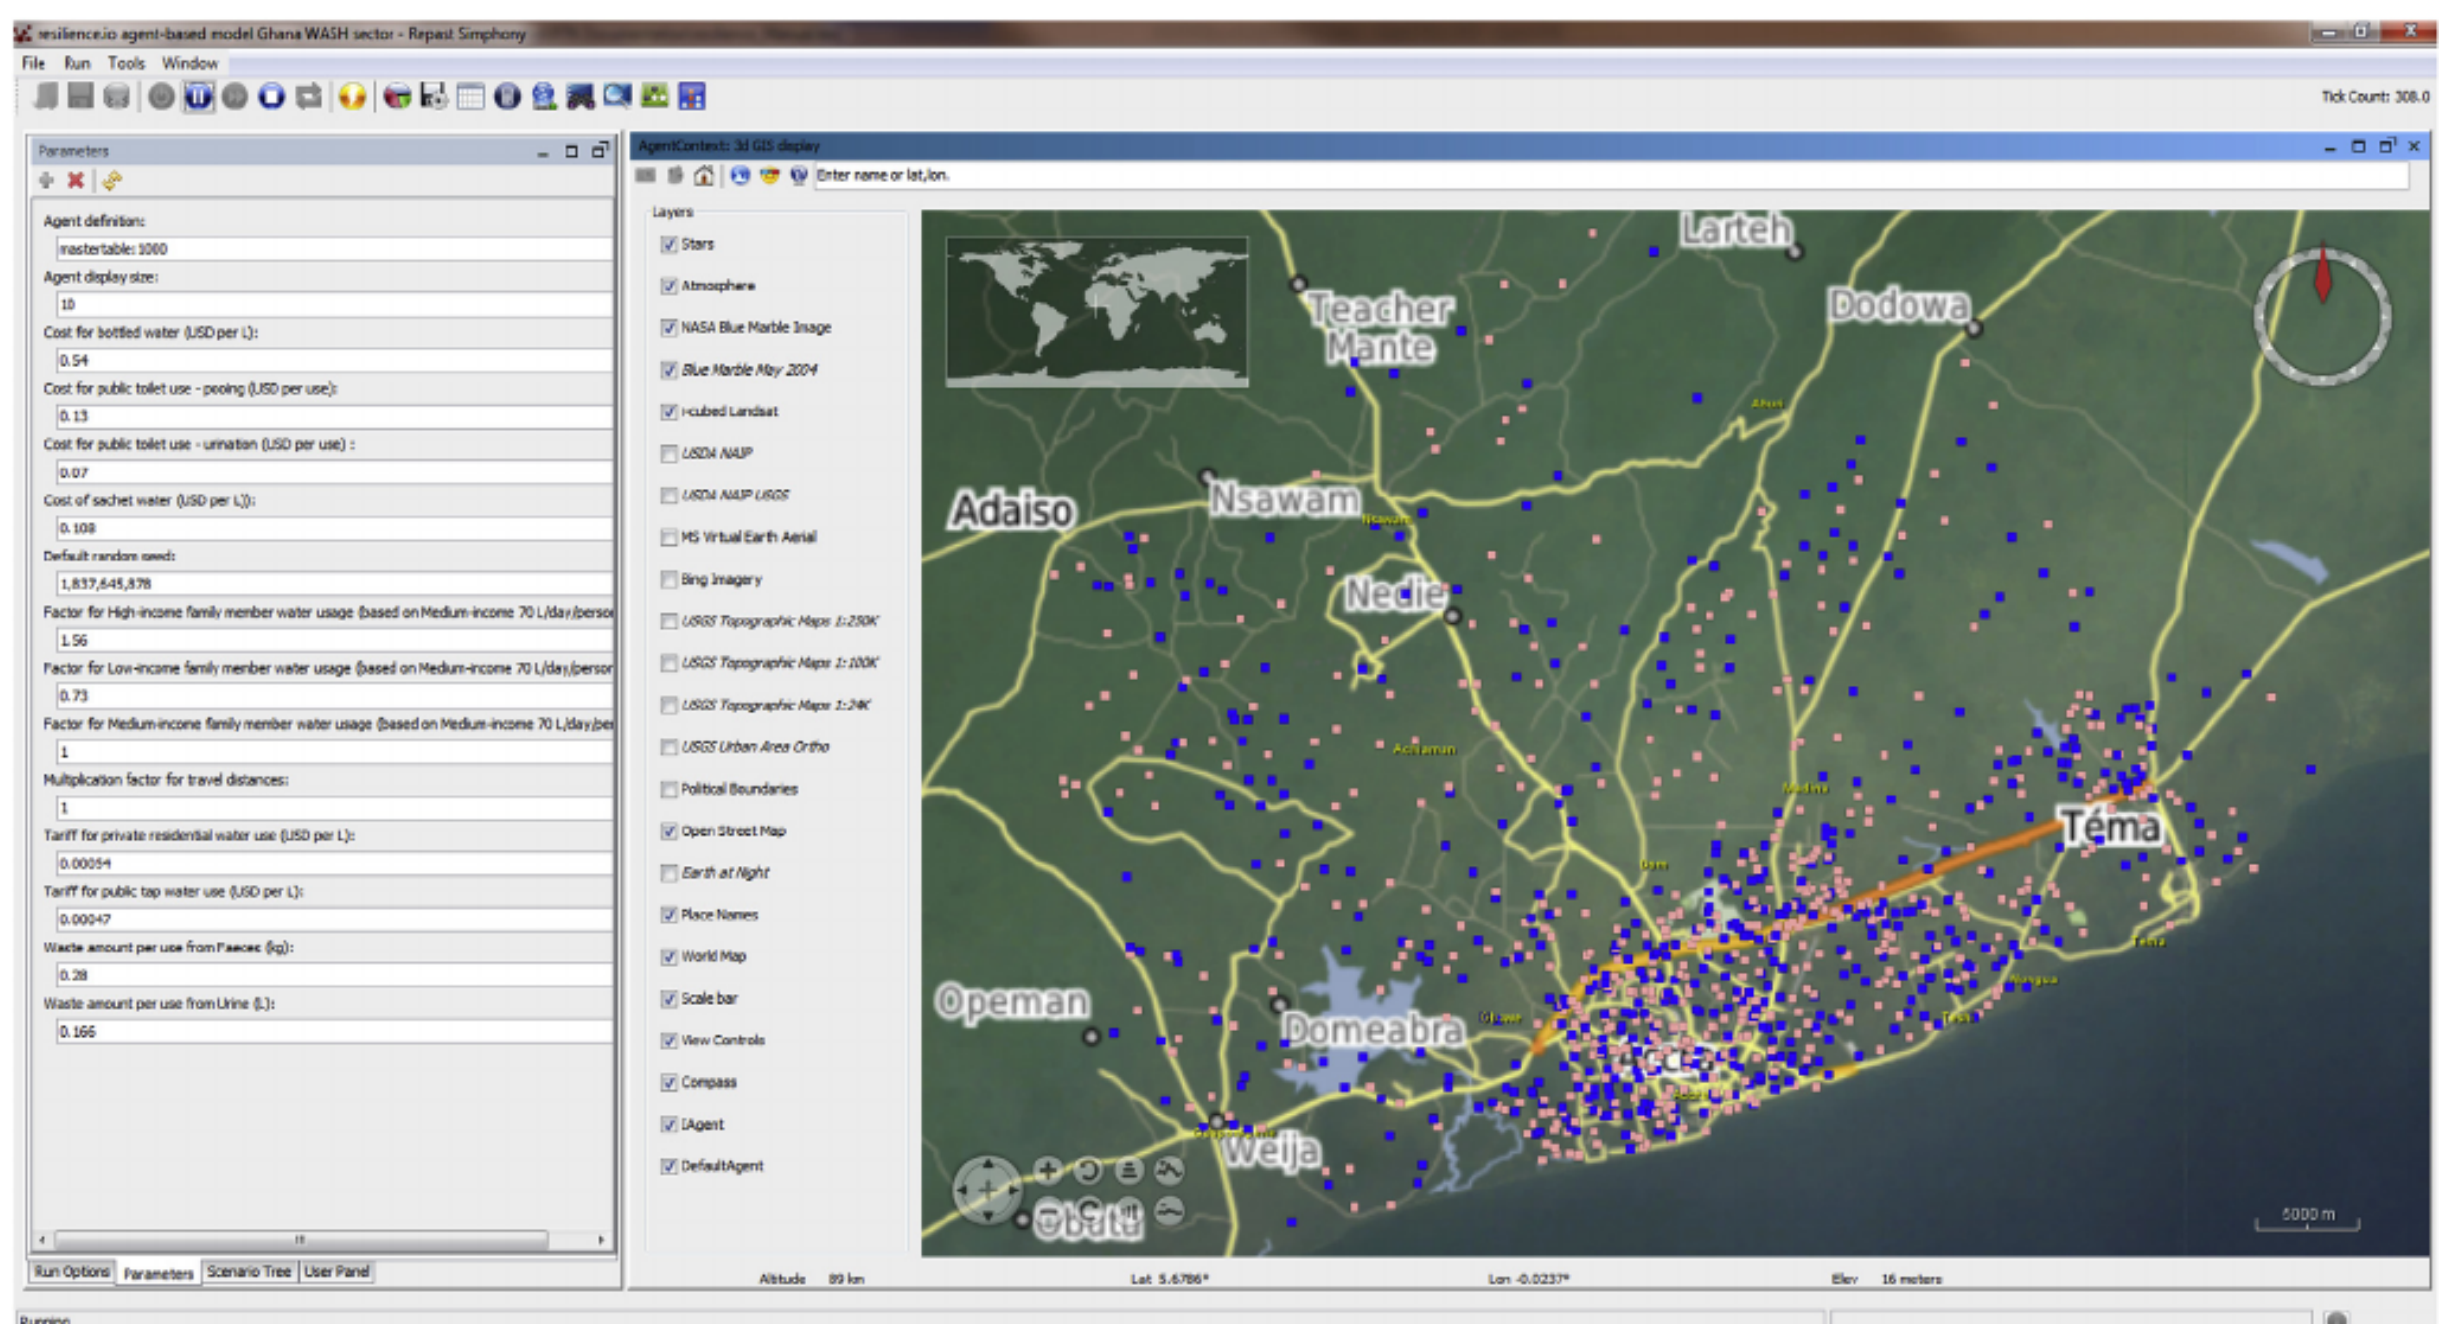 resilience.io agent-based model Ghana WASH sector - Repast Simphony
File Run Tools Window
Tick Count: 308.0
Parameters
Agent definition:
mastertable:1000
Agent display size:
10
Cost for bottled water (USD per L):
0.54
Cost for public toilet use - pooing (USD per use):
0.13
Cost for public toilet use - urination (USD per use) :
0.07
Cost of sachet water (USD per L)):
0.108
Default random seed:
1,837,645,878
Factor for High-income family member water usage (based on Medium-income 70 L/day/person
1.56
Factor for Low-income family member water usage (based on Medium-income 70 L/day/person
0.73
Factor for Medium-income family member water usage (based on Medium-income 70 L/day/per
1
Multiplication factor for travel distances:
1
Tariff for private residential water use (USD per L):
0.00054
Tariff for public tap water use (USD per L):
0.00047
Waste amount per use from Faeces (kg):
0.28
Waste amount per use from Urine (L):
0.166
Run Options Parameters Scenario Tree User Panel
AgentContext: 3d GIS display
Enter name or lat,lon.
Layers
Stars
Atmosphere
NASA Blue Marble Image
Blue Marble May 2004
i-cubed Landsat
USDA NAIP
USDA NAIP USGS
MS Virtual Earth Aerial
Bing Imagery
USGS Topographic Maps 1:250K
USGS Topographic Maps 1:100K
USGS Topographic Maps 1:24K
USGS Urban Area Ortho
Political Boundaries
Open Street Map
Earth at Night
Place Names
World Map
Scale bar
View Controls
Compass
IAgent
DefaultAgent
Larteh
Teacher
Mante
Dodowa
Aburi
Adaiso
Nsawam
Nsawam
Nedie
Achiaman
Madina
Téma
Dome
Tema
Nungua
Opeman
Domeabra
Gbawe
Teshi
Accra
Accra
Weija
Obutu
5000 m
Altitude 89 km
Lat 5.6786°
Lon -0.0237°
Elev 16 meters
Running